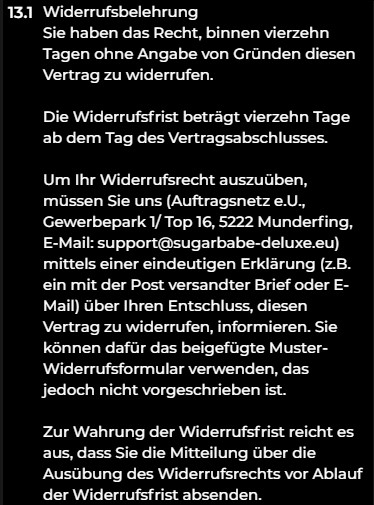 13.1 Widerrufsbelehrung
Sie haben das Recht, binnen vierzehn
Tagen ohne Angabe von Gründen diesen
Vertrag zu widerrufen.
Die Widerrufsfrist beträgt vierzehn Tage
ab dem Tag des Vertragsabschlusses.
Um Ihr Widerrufsrecht auszuüben,
müssen Sie uns (Auftragsnetz e.U.,
Gewerbepark 1/ Top 16, 5222 Munderfing,
E-Mail: support@sugarbabe-deluxe.eu)
mittels einer eindeutigen Erklärung (z.B.
ein mit der Post versandter Brief oder E-
Mail) über Ihren Entschluss, diesen
Vertrag zu widerrufen, informieren. Sie
können dafür das beigefügte Muster-
Widerrufsformular verwenden, das
jedoch nicht vorgeschrieben ist.
Zur Wahrung der Widerrufsfrist reicht es
aus, dass Sie die Mitteilung über die
Ausübung des Widerrufsrechts vor Ablauf
der Widerrufsfrist absenden.